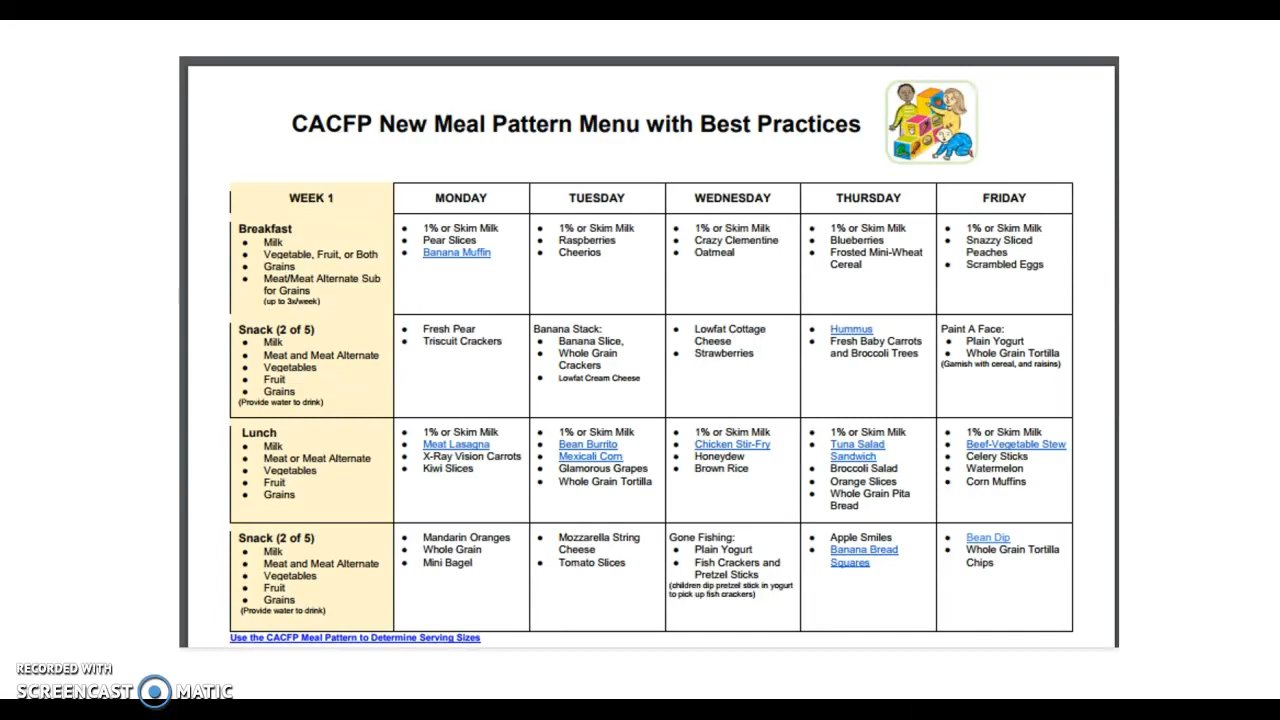 CACFP New Meal Pattern Menu with Best Practices
WEEK 1
MONDAY
TUESDAY
WEDNESDAY
THURSDAY
FRIDAY
Breakfast
Milk
Vegetable, Fruit, or Both
Grains
Meat/Meat Alternate Sub
for Grains
(up to 3x/week)
1% or Skim Milk
Pear Slices
Banana Muffin
1% or Skim Milk
Raspberries
Cheerios
1% or Skim Milk
Crazy Clementine
Oatmeal
1% or Skim Milk
Blueberries
Frosted Mini-Wheat
Cereal
1% or Skim Milk
Snazzy Sliced
Peaches
Scrambled Eggs
Snack (2 of 5)
Milk
Meat and Meat Alternate
Vegetables
Fruit
Grains
(Provide water to drink)
Fresh Pear
Triscuit Crackers
Banana Stack:
Banana Slice,
Whole Grain
Crackers
Lowfat Cream Cheese
Lowfat Cottage
Cheese
Strawberries
Hummus
Fresh Baby Carrots
and Broccoli Trees
Paint A Face:
Plain Yogurt
Whole Grain Tortilla
(Garnish with cereal, and raisins)
Lunch
Milk
Meat or Meat Alternate
Vegetables
Fruit
Grains
1% or Skim Milk
Meat Lasagna
X-Ray Vision Carrots
Kiwi Slices
1% or Skim Milk
Bean Burrito
Mexicali Corn
Glamorous Grapes
Whole Grain Tortilla
1% or Skim Milk
Chicken Stir-Fry
Honeydew
Brown Rice
1% or Skim Milk
Tuna Salad
Sandwich
Broccoli Salad
Orange Slices
Whole Grain Pita
Bread
1% or Skim Milk
Beef-Vegetable Stew
Celery Sticks
Watermelon
Corn Muffins
Snack (2 of 5)
Milk
Meat and Meat Alternate
Vegetables
Fruit
Grains
(Provide water to drink)
Mandarin Oranges
Whole Grain
Mini Bagel
Mozzarella String
Cheese
Tomato Slices
Gone Fishing:
Plain Yogurt
Fish Crackers and
Pretzel Sticks
(children dip pretzel stick in yogurt
to pick up fish crackers)
Apple Smiles
Banana Bread
Squares
Bean Dip
Whole Grain Tortilla
Chips
Use the CACFP Meal Pattern to Determine Serving Sizes
RECORDED WITH
SCREENCAST MATIC